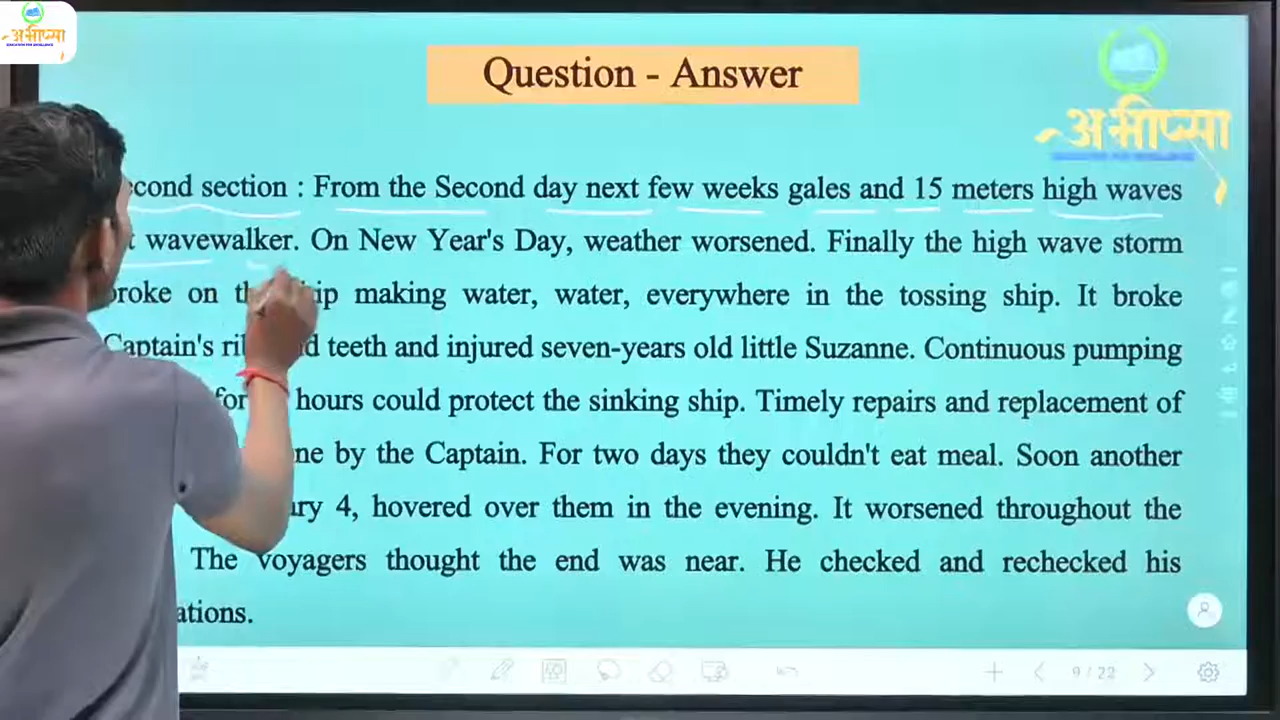 अभीप्सा
Question - Answer
अभीप्सा
econd section : From the Second day next few weeks gales and 15 meters high waves
wavewalker. On New Year's Day, weather worsened. Finally the high wave storm
broke on ip making water, water, everywhere in the tossing ship. It broke
Captain's teeth and injured seven-years old little Suzanne. Continuous pumping
for hours could protect the sinking ship. Timely repairs and replacement of
ne by the Captain. For two days they couldn't eat meal. Soon another
ry 4, hovered over them in the evening. It worsened throughout the
The voyagers thought the end was near. He checked and rechecked his
ations.
9 / 22